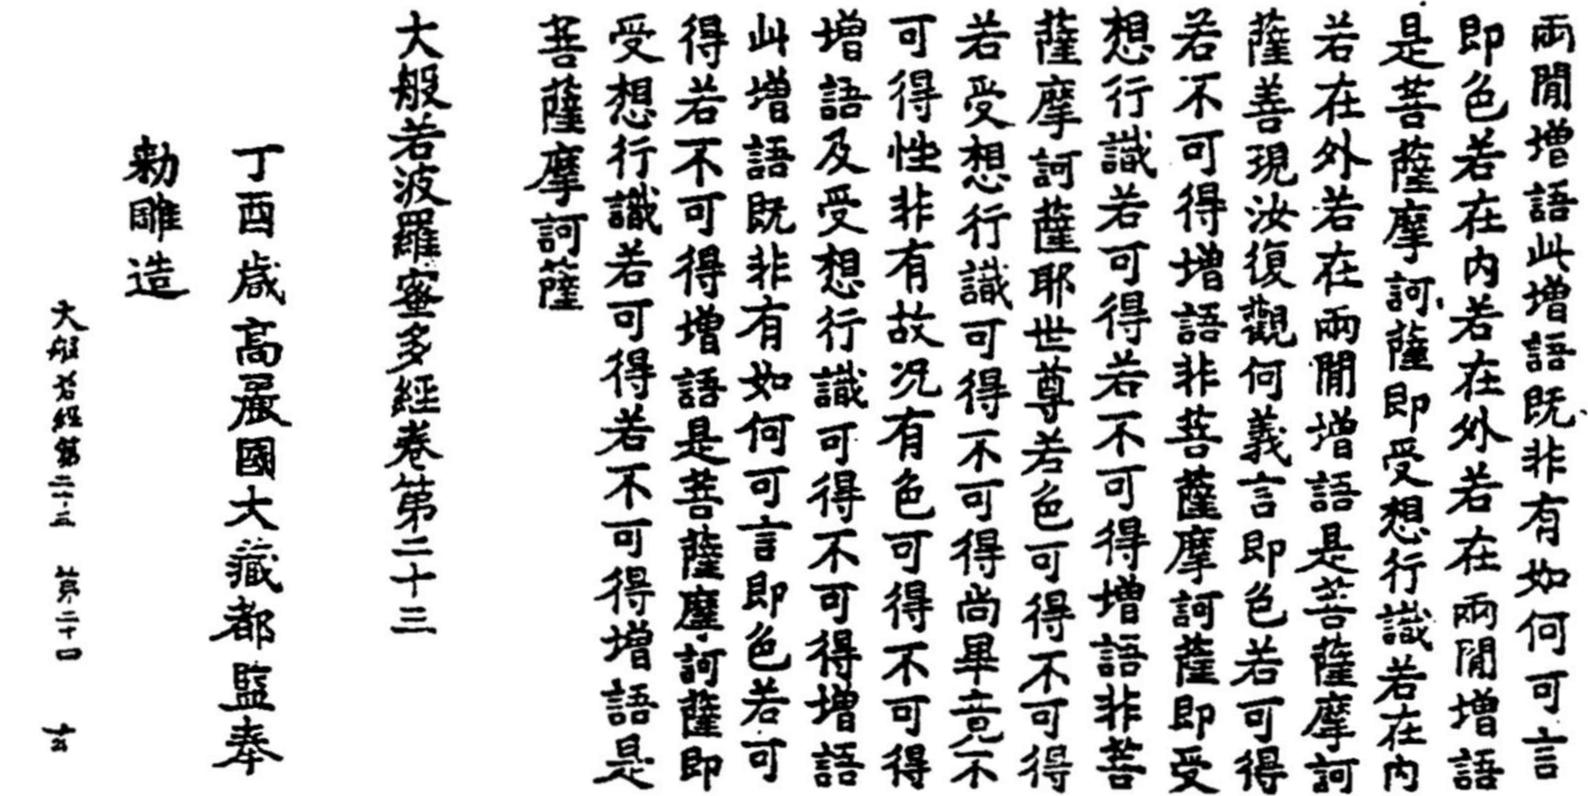 兩閒增語此增語既非有如何可言
即色若在內若在外若在兩閒增語
是菩薩摩訶薩即受想行識若在內
若在外若在兩閒增語是菩薩摩訶
薩善現汝復觀何義言即色若可得
若不可得增語非菩薩摩訶薩即受
想行識若可得若不可得增語非菩
薩摩訶薩耶世尊若色可得不可得
若受想行識可得不可得尚畢竟不
可得性非有故况有色可得不可得
增語及受想行識可得不可得增語
此增語既非有如何可言即色若可
得若不可得增語是菩薩摩訶薩即
受想行識若可得若不可得增語是
菩薩摩訶薩
大般若波羅蜜多經卷第二十三
丁酉歲高麗國大藏都監奉
勅雕造
大般若經第二十三 第二十四